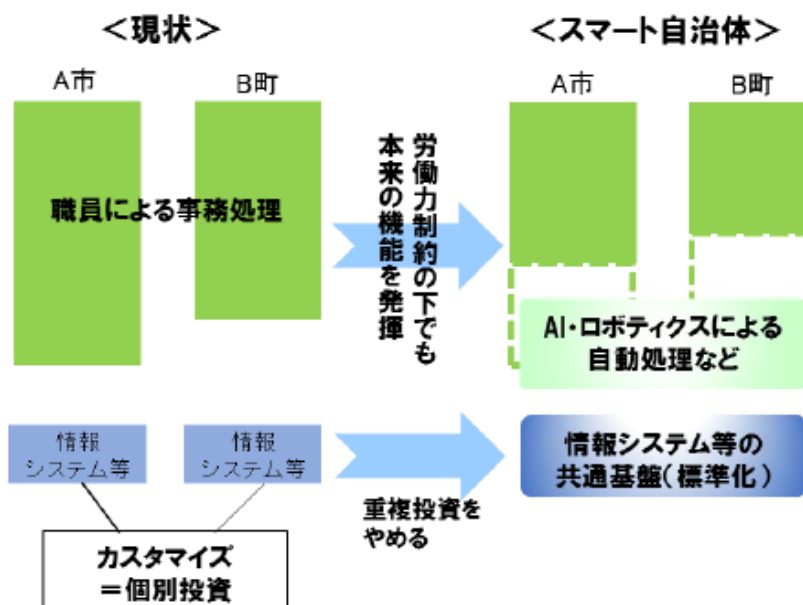 ＜現状＞
A市
B町
職員による事務処理
労働力制約の下でも
本来の機能を発揮
＜スマート自治体＞
A市
B町
AI・ロボティクスによる
自動処理など
情報
システム等
情報
システム等
カスタマイズ
＝個別投資
重複投資を
やめる
情報システム等の
共通基盤(標準化)